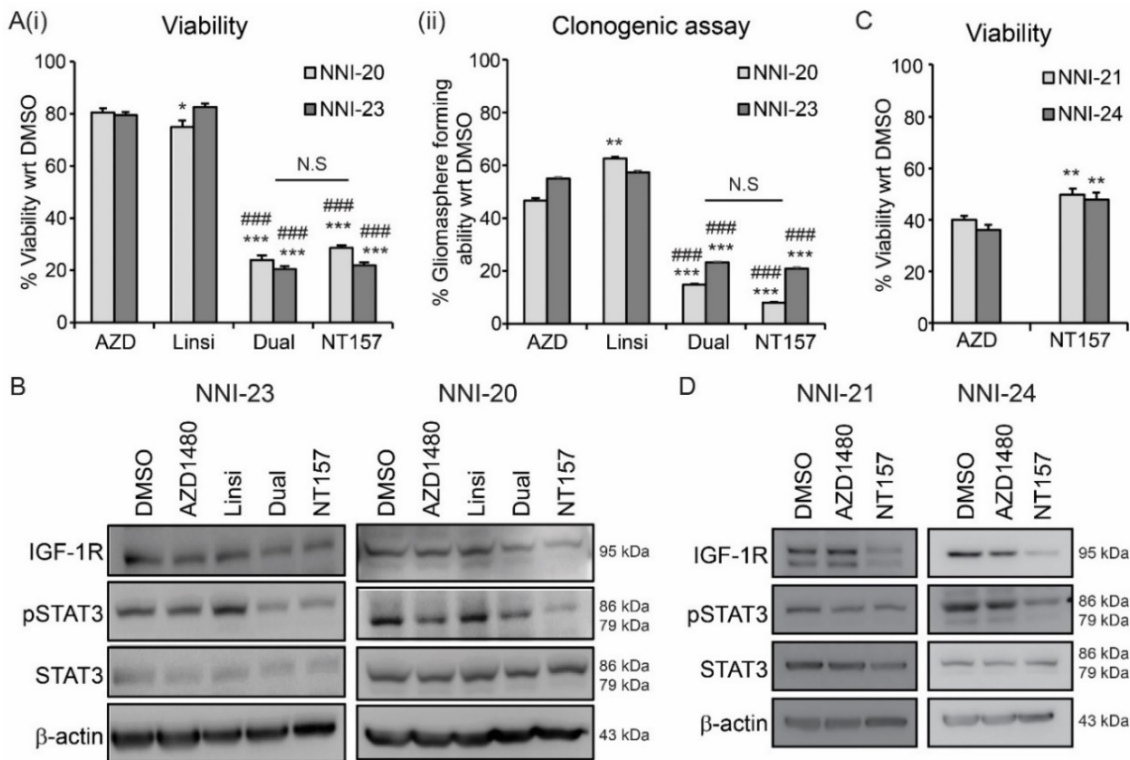 A(i) Viability
% Viability wrt DMSO
100
80
60
40
20
0
NNI-20
NNI-23
*
N.S
### ### ### ###
*** *** *** ***
AZD Linsi Dual NT157
(ii) Clonogenic assay
% Gliomasphere forming
ability wrt DMSO
100
80
60
40
20
0
NNI-20
NNI-23
**
N.S
### ### ### ###
*** *** *** ***
AZD Linsi Dual NT157
C Viability
% Viability wrt DMSO
100
80
60
40
20
0
NNI-21
NNI-24
** **
AZD NT157
B NNI-23 NNI-20
DMSO AZD1480 Linsi Dual NT157 DMSO AZD1480 Linsi Dual NT157
IGF-1R 95 kDa
pSTAT3 86 kDa
79 kDa
STAT3 86 kDa
79 kDa
β-actin 43 kDa
D NNI-21 NNI-24
DMSO AZD1480 NT157 DMSO AZD1480 NT157
IGF-1R 95 kDa
pSTAT3 86 kDa
79 kDa
STAT3 86 kDa
79 kDa
β-actin 43 kDa